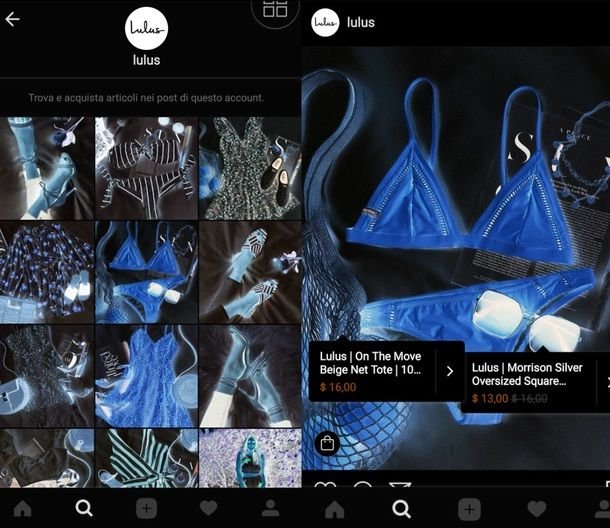 Lulus
lulus
Trova e acquista articoli nei post di questo account.
Lulus
lulus
Lulus | On The Move
Beige Net Tote | 10...
$ 16,00
Lulus | Morrison Silver
Oversized Square...
$ 13,00 $ 16,00